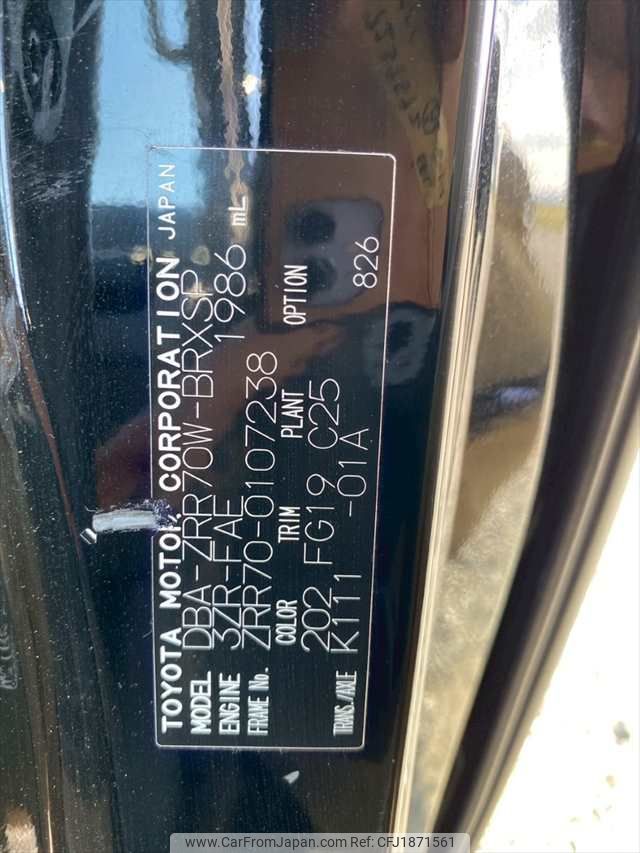 TOYOTA MOTOR CORPORATION JAPAN
MODEL DBA-ZRR70W-BRXSP
ENGINE 3ZR-FAE 1986 mL
FRAME No. ZRR70-0107238
COLOR TRIM PLANT OPTION
202 FG19 C25 826
TRANS./AXLE K111 -01A
www.CarFromJapan.com Ref:CFJ1871561